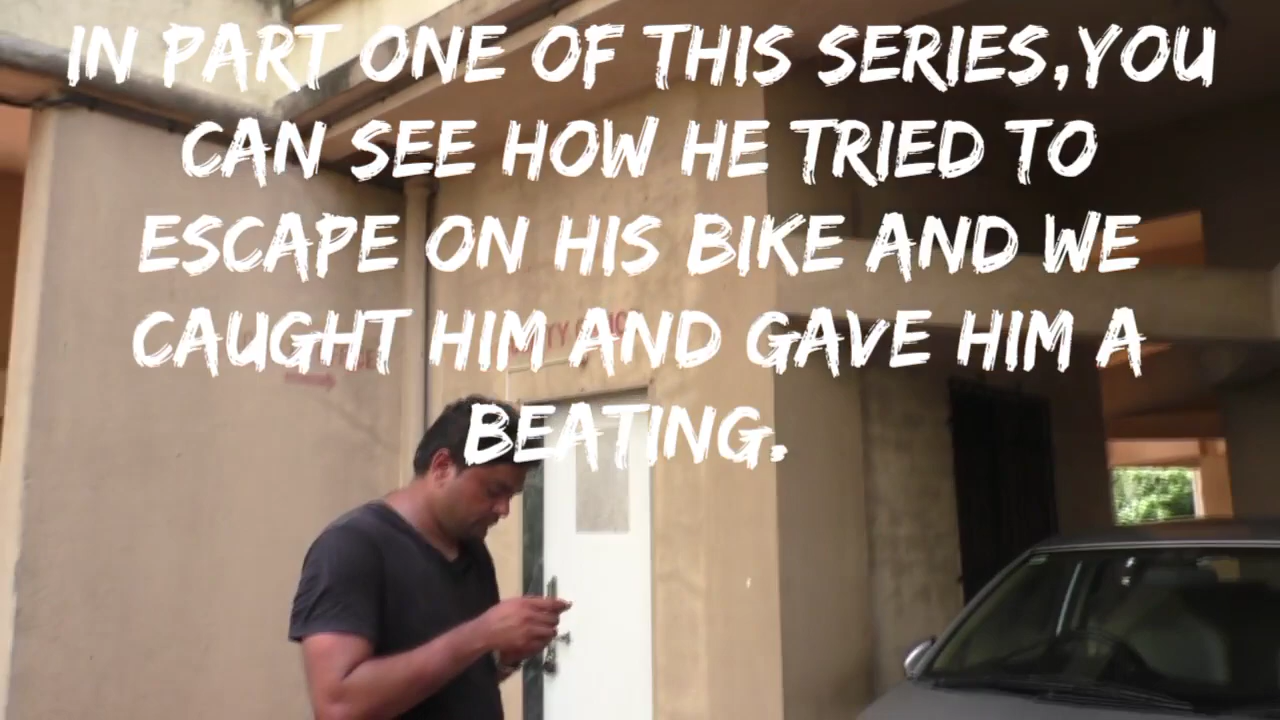 IN PART ONE OF THIS SERIES,YOU
CAN SEE HOW HE TRIED TO
ESCAPE ON HIS BIKE AND WE
CAUGHT HIM AND GAVE HIM A
BEATING.